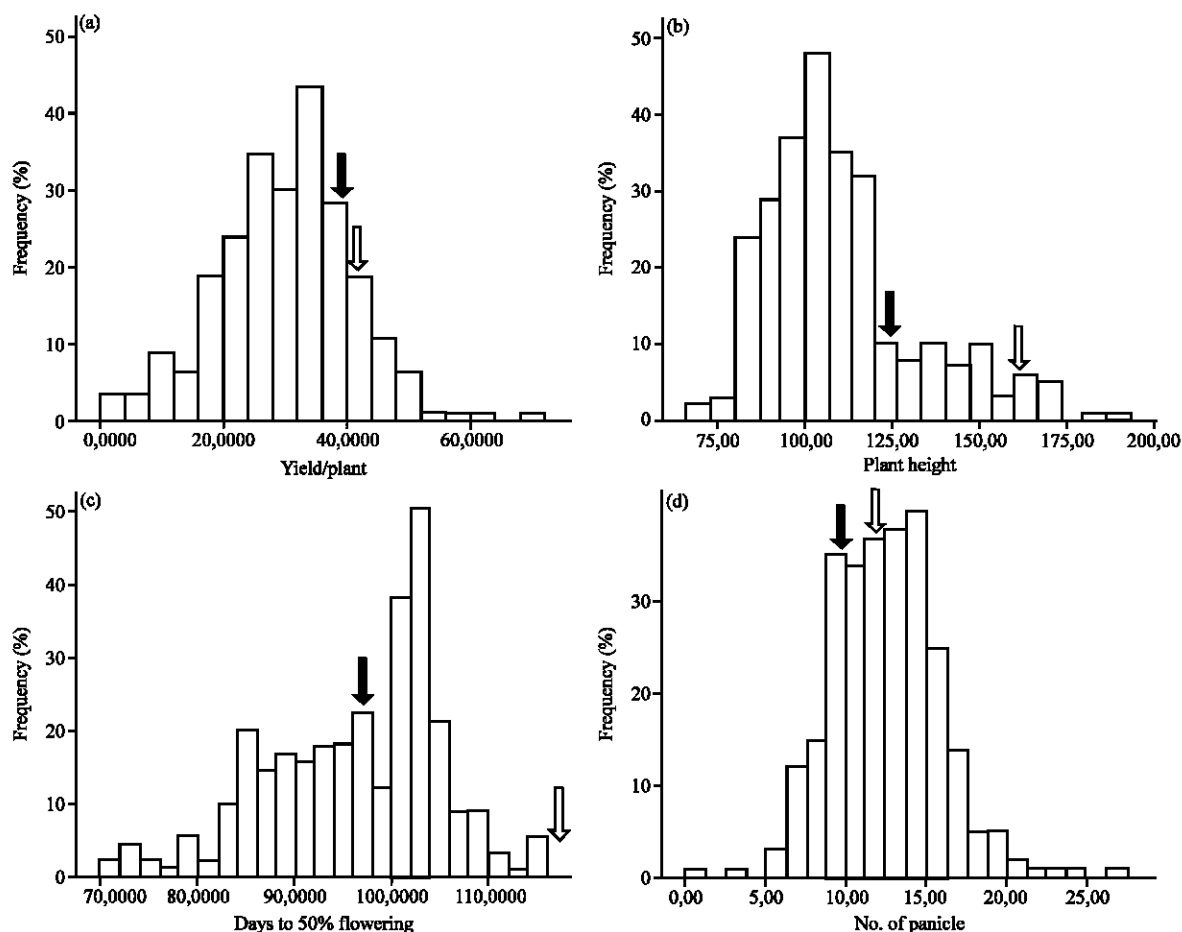 (a)
50
40
30
20
10
0
Frequency (%)
0,0000 20,0000 40,0000 60,0000
Yield/plant
(b)
50
40
30
20
10
0
Frequency (%)
75,00 100,00 125,00 150,00 175,00 200,00
Plant height
(c)
50
40
30
20
10
0
Frequency (%)
70,0000 80,0000 90,0000 100,0000 110,0000
Days to 50% flowering
(d)
30
20
10
0
Frequency (%)
0,00 5,00 10,00 15,00 20,00 25,00
No. of panicle